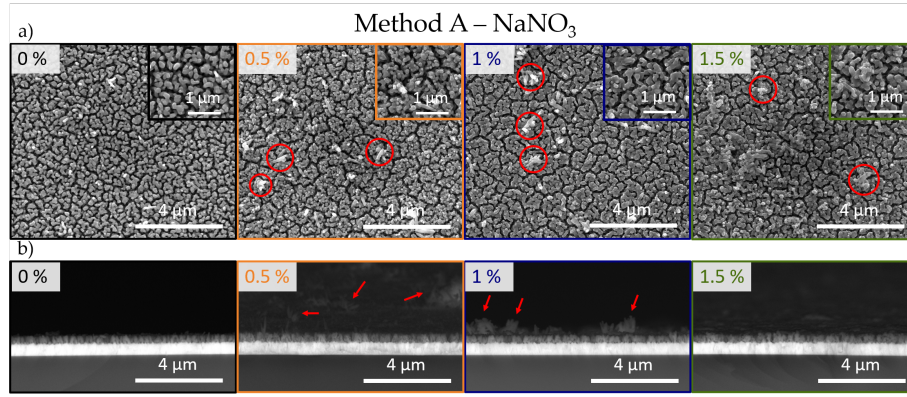 Method A – NaNO₃
a)
0 %
1 µm
4 µm
0.5 %
1 µm
4 µm
1 %
1 µm
4 µm
1.5 %
1 µm
4 µm
b)
0 %
4 µm
0.5 %
4 µm
1 %
4 µm
1.5 %
4 µm